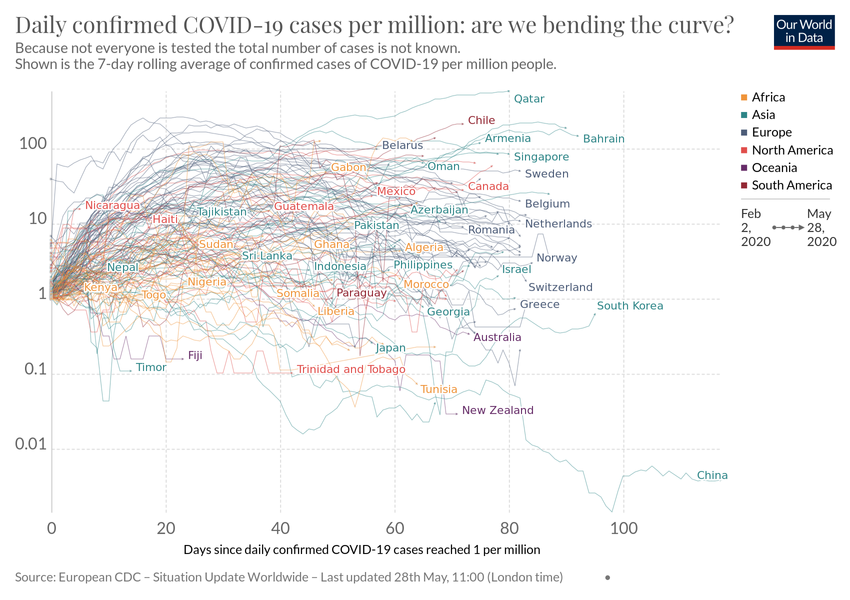 Daily confirmed COVID-19 cases per million: are we bending the curve?
Because not everyone is tested the total number of cases is not known.
Shown is the 7-day rolling average of confirmed cases of COVID-19 per million people.
Our World
in Data
Africa
Asia
Europe
North America
Oceania
South America
Feb
2,
2020
May
28,
2020
100
10
1
0.1
0.01
Qatar
Chile
Belarus
Armenia
Bahrain
Gabon
Oman
Singapore
Sweden
Mexico
Canada
Nicaragua
Haiti
Tajikistan
Guatemala
Azerbaijan
Belgium
Pakistan
Romania
Netherlands
Sudan
Sri Lanka
Ghana
Algeria
Norway
Nepal
Indonesia
Philippines
Israel
Kenya
Togo
Nigeria
Somalia
Paraguay
Morocco
Switzerland
Liberia
Georgia
Greece
South Korea
Australia
Japan
Fiji
Timor
Trinidad and Tobago
Tunisia
New Zealand
China
0
20
40
60
80
100
Days since daily confirmed COVID-19 cases reached 1 per million
Source: European CDC – Situation Update Worldwide – Last updated 28th May, 11:00 (London time)